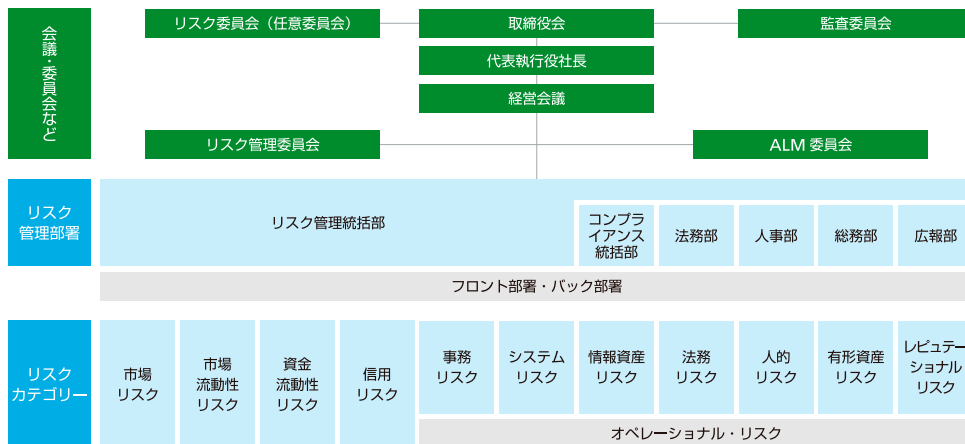 会議・委員会など
リスク委員会（任意委員会）
取締役会
監査委員会
代表執行役社長
経営会議
リスク管理委員会
ALM 委員会
リスク
管理部署
リスク管理統括部
コンプラ
イアンス
統括部
法務部
人事部
総務部
広報部
フロント部署・バック部署
リスク
カテゴリー
市場
リスク
市場
流動性
リスク
資金
流動性
リスク
信用
リスク
事務
リスク
システム
リスク
情報資産
リスク
法務
リスク
人的
リスク
有形資産
リスク
レピュテー
ショナル
リスク
オペレーショナル・リスク